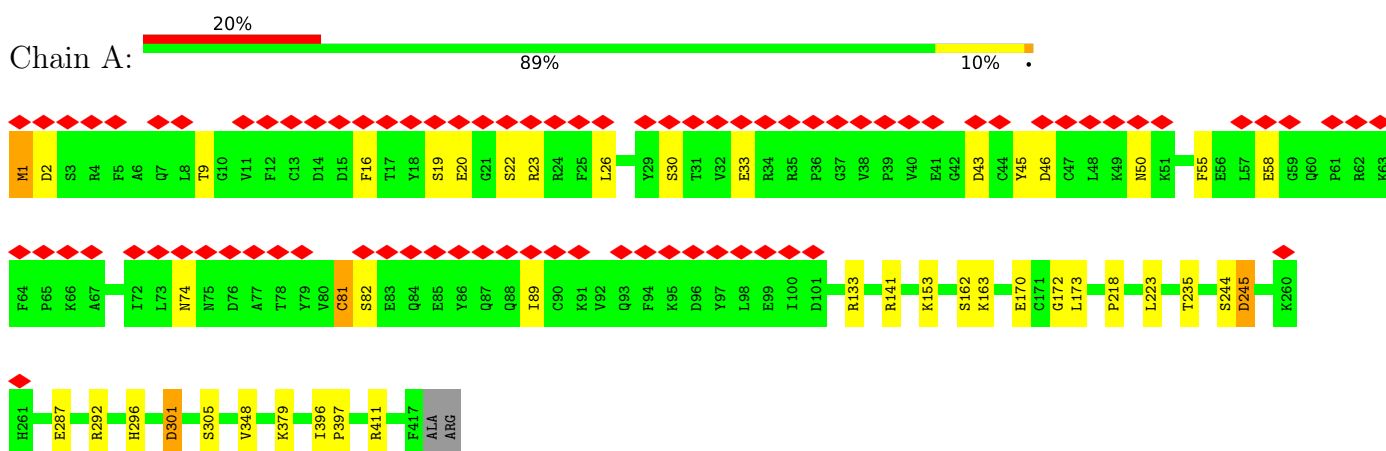 20%
Chain A:
89% 10% •
M1 D2 S3 R4 F5 A6 Q7 L8 T9 G10 V11 F12 C13 D14 D15 F16 T17 Y18 S19 E20 G21 S22 R23 R24 F25 L26 Y29 S30 T31 V32 E33 R34 R35 P36 G37 V38 P39 V40 E41 G42 D43 C44 Y45 D46 C47 L48 K49 N50 K51 F55 E56 L57 E58 G59 Q60 P61 R62 K63
F64 P65 K66 A67 I72 L73 N74 N75 D76 A77 T78 Y79 V80 C81 S82 E83 Q84 E85 Y86 Q87 Q88 I89 C90 K91 V92 Q93 F94 K95 D96 Y97 L98 E99 I100 D101 R133 R141 K153 S162 K163 E170 C171 G172 L173 P218 L223 T235 S244 D245 K260
H261 E287 R292 H296 D301 S305 V348 K379 I396 P397 R411 F417 ALA ARG